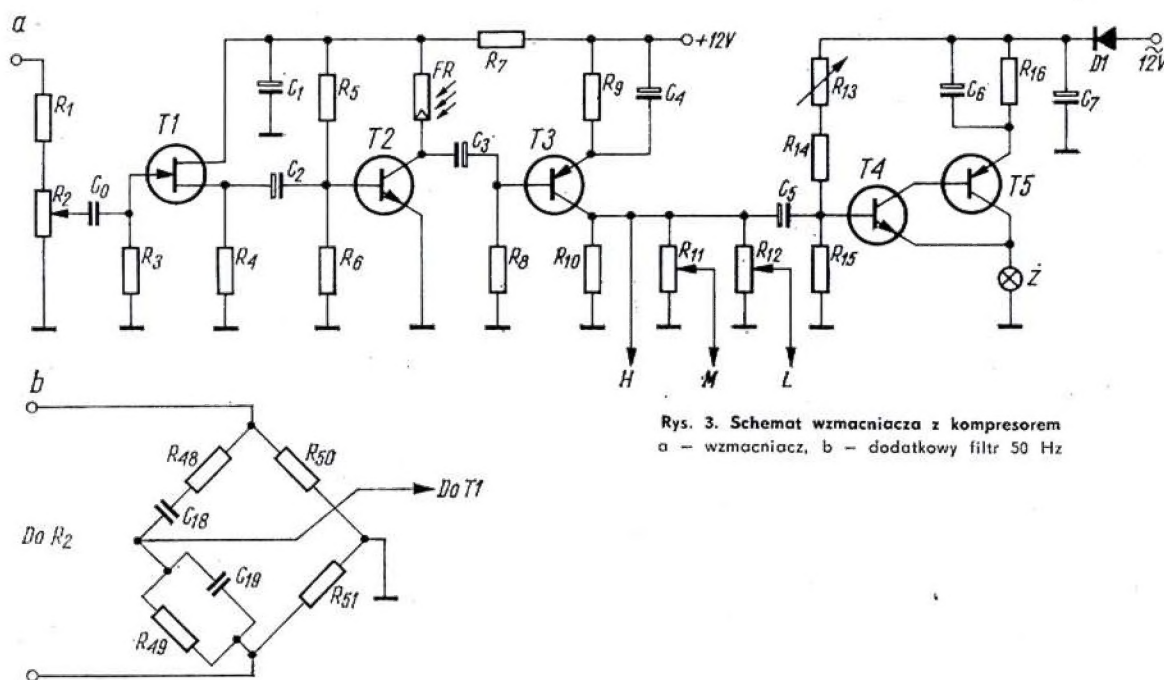 a
R1
R2
C0
R3
T1
R4
C1
C2
R5
R6
T2
FR
C3
R7
R8
T3
R9
C4
+12V
R10
R11
R12
H
M
L
C5
R13
R14
R15
T4
C6
R16
T5
C7
D1
12V
Ż
Rys. 3. Schemat wzmacniacza z kompresorem
a – wzmacniacz, b – dodatkowy filtr 50 Hz
b
R48
C18
R50
Do T1
Do R2
C19
R49
R51